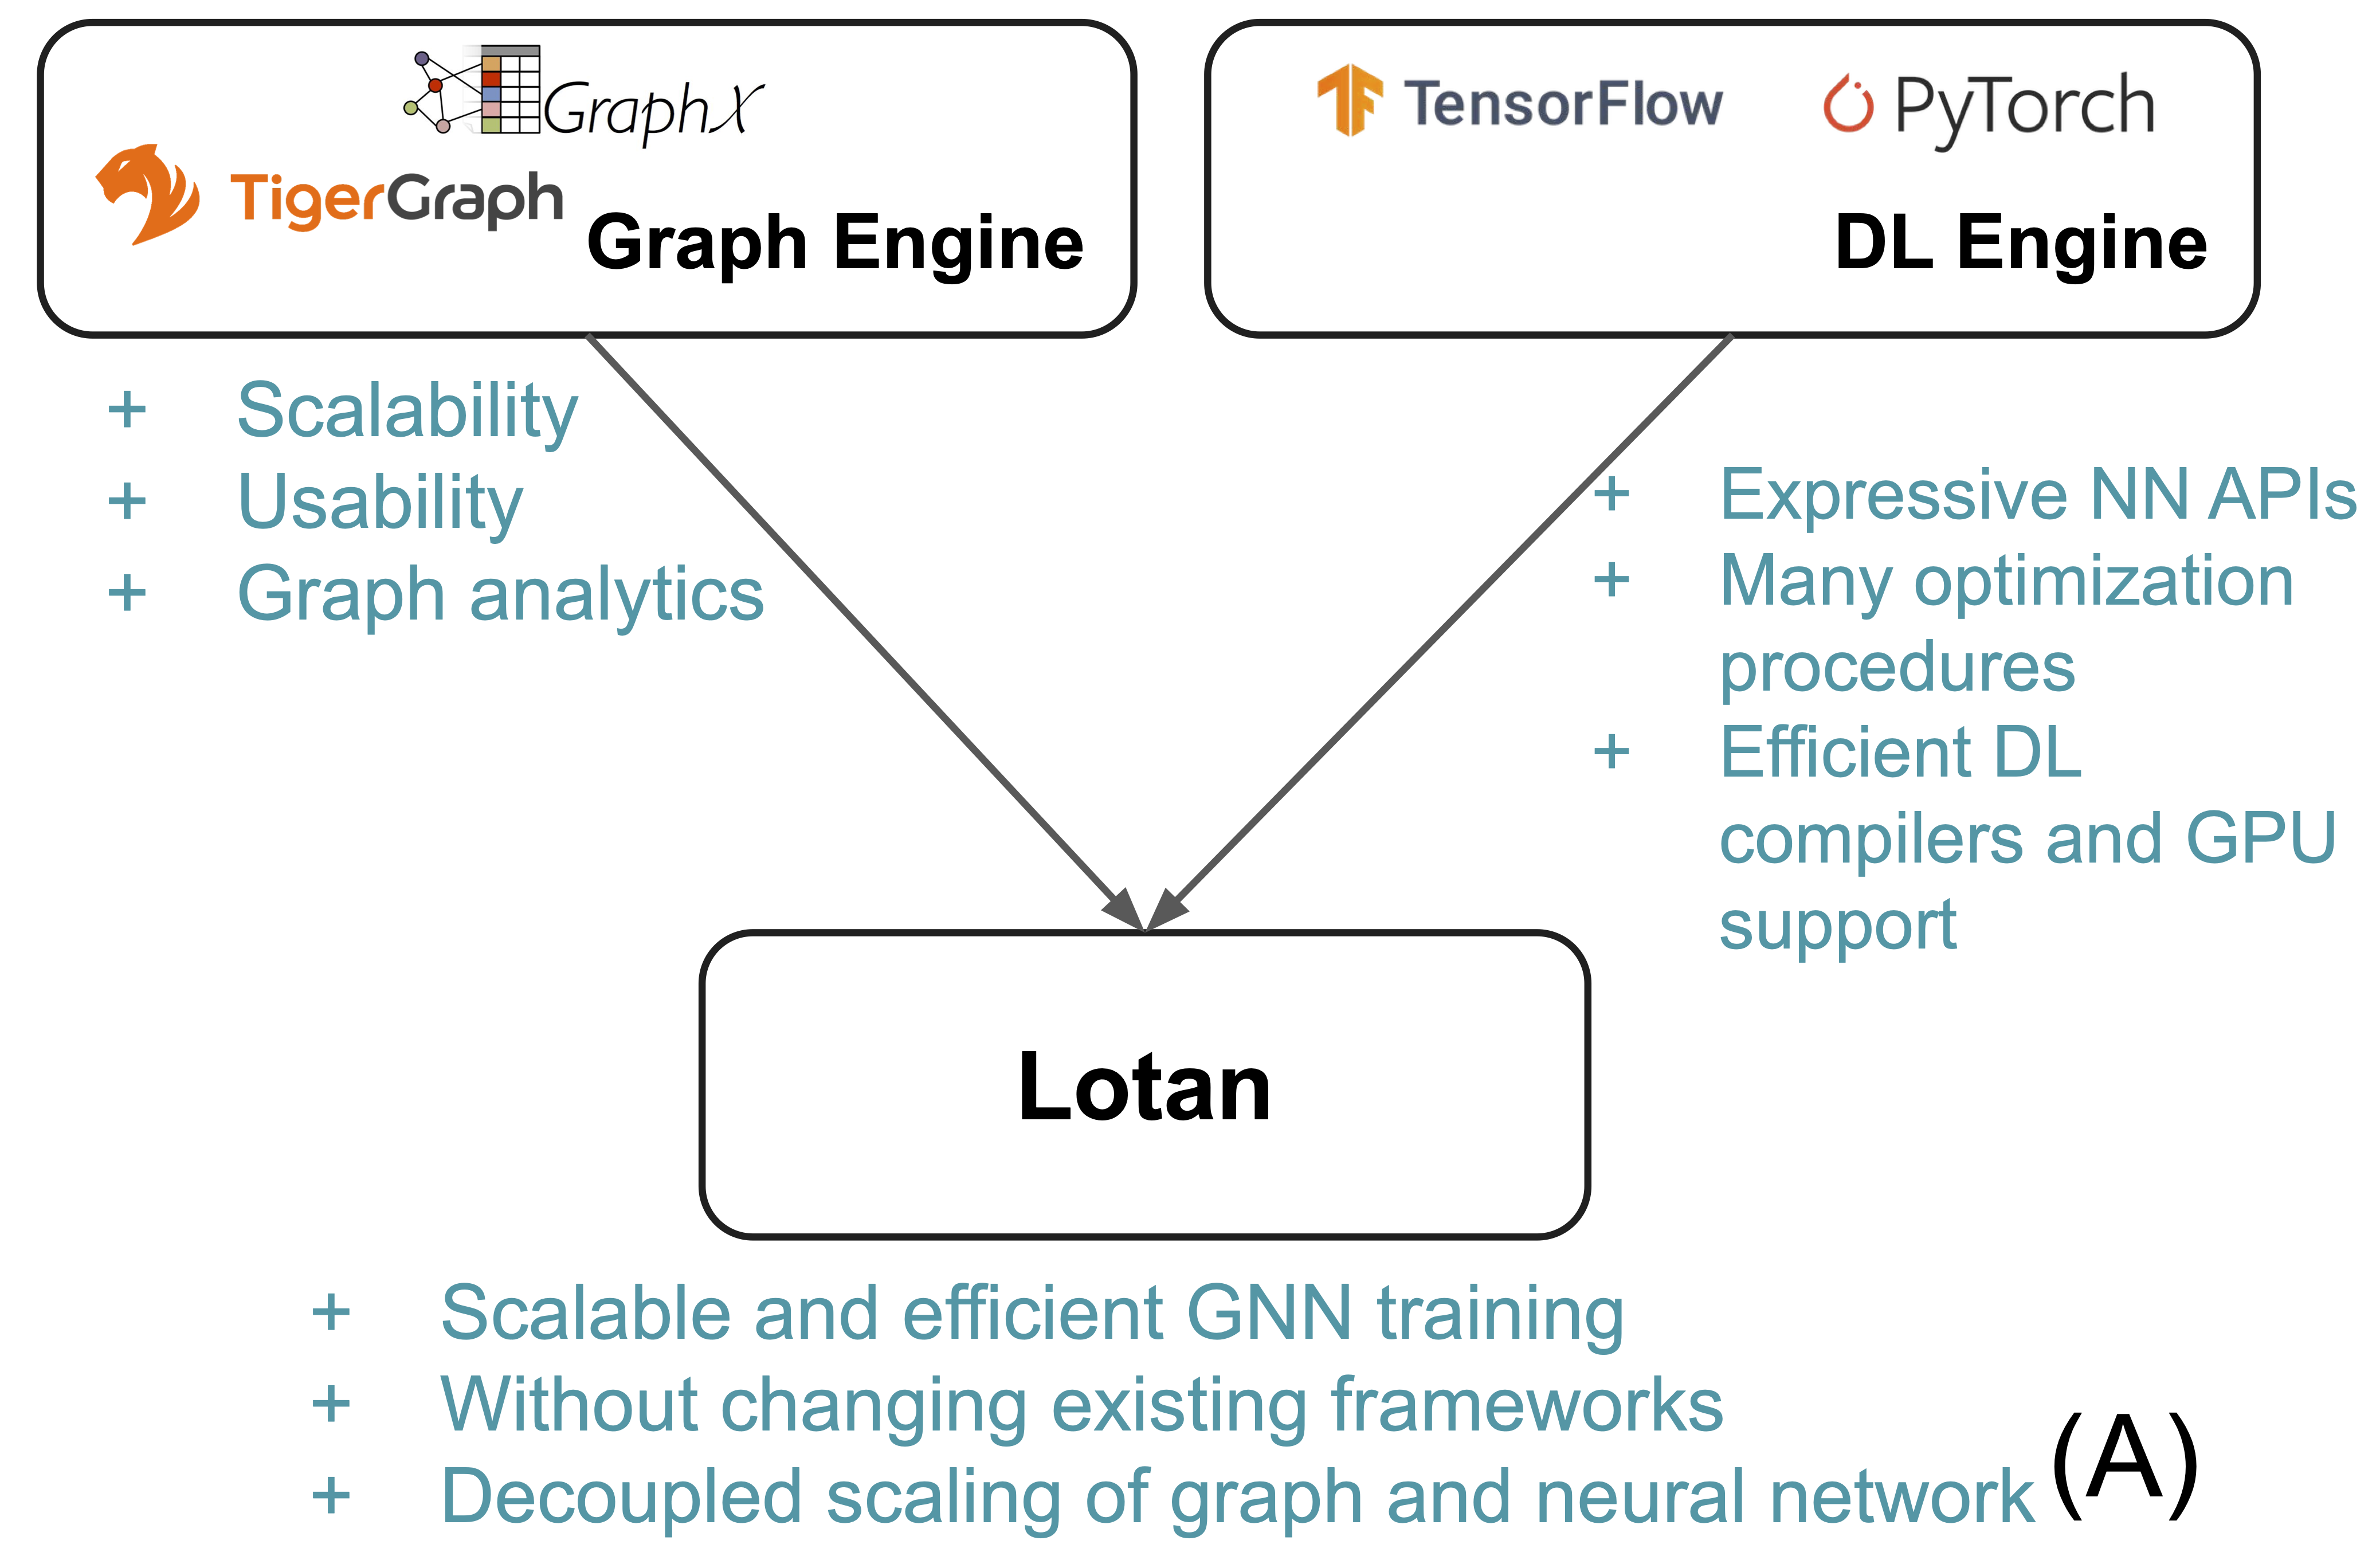 GraphX
TigerGraph
Graph Engine
TensorFlow
PyTorch
DL Engine
+ Scalability
+ Usability
+ Graph analytics
+ Expressive NN APIs
+ Many optimization
procedures
+ Efficient DL
compilers and GPU
support
Lotan
+ Scalable and efficient GNN training
+ Without changing existing frameworks
+ Decoupled scaling of graph and neural network
(A)